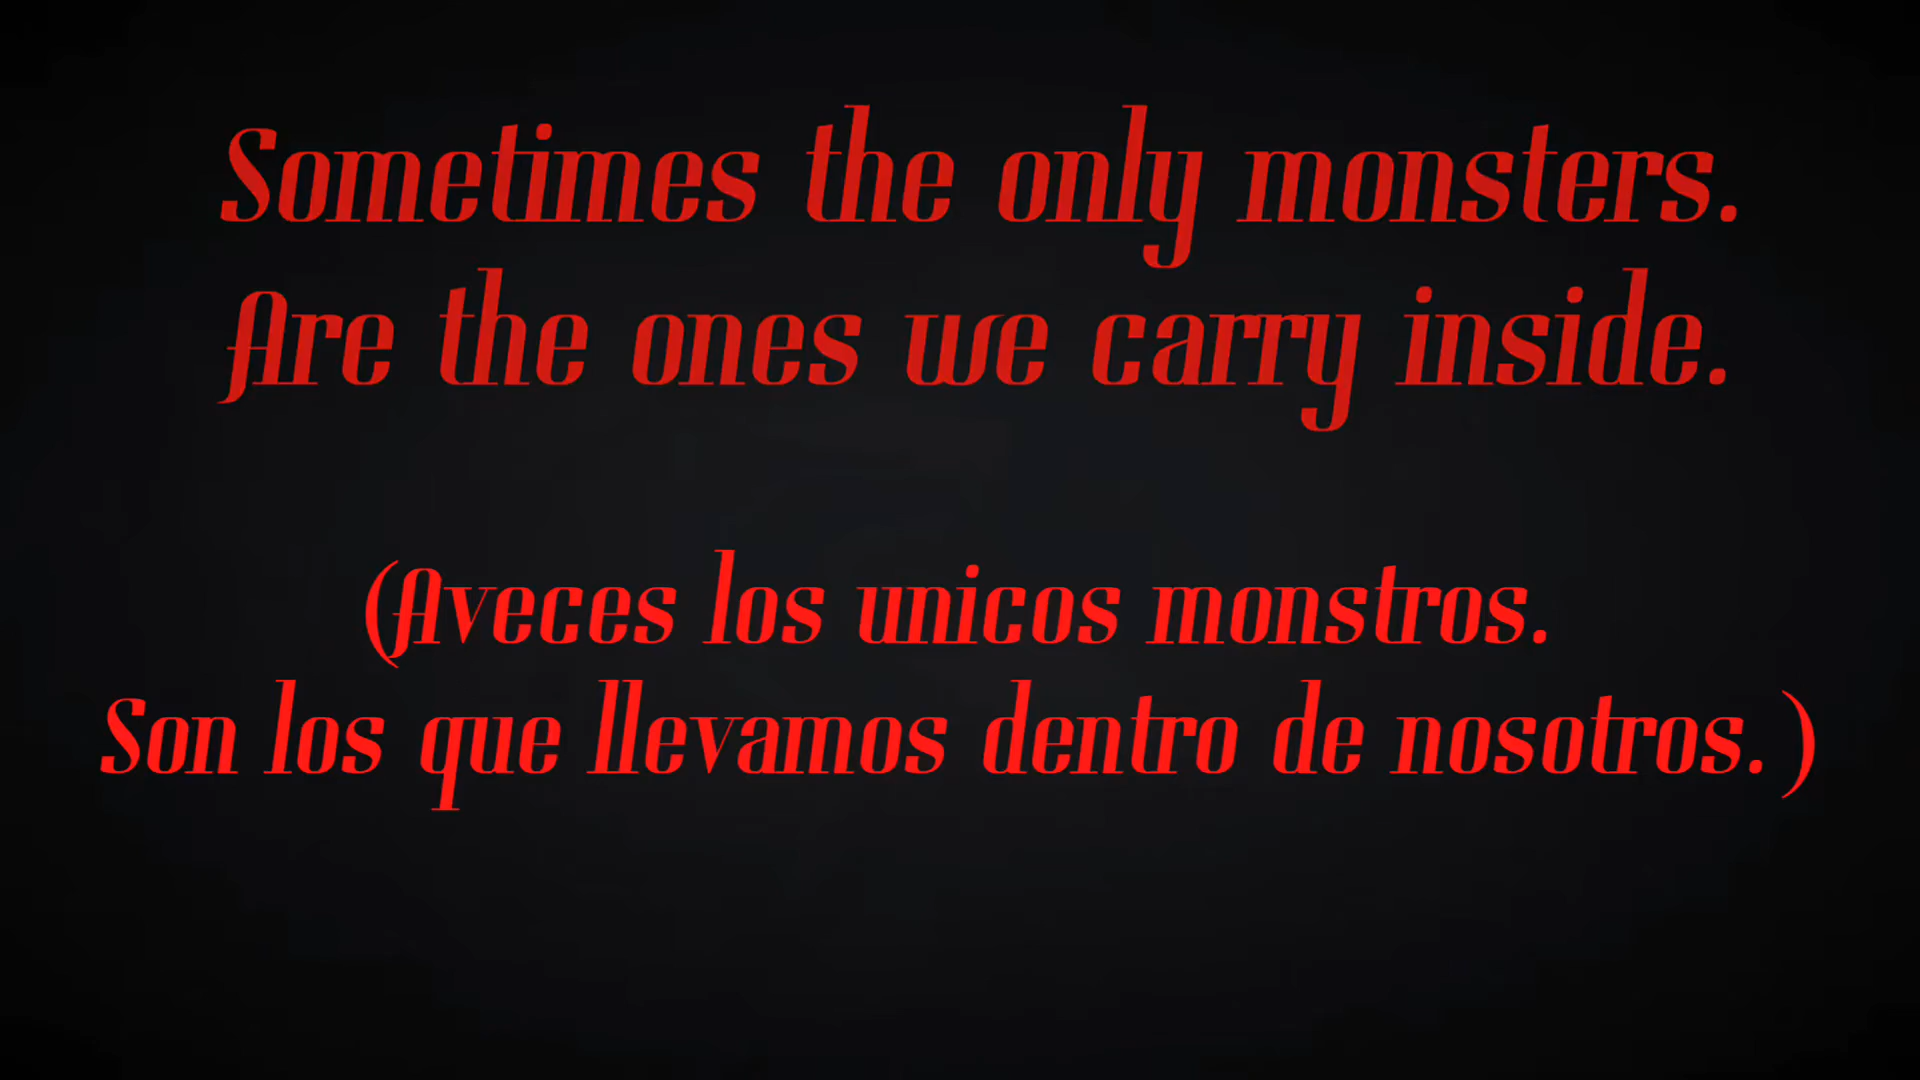 Sometimes the only monsters.
Are the ones we carry inside.
(Aveces los unicos monstros.
Son los que llevamos dentro de nosotros.)